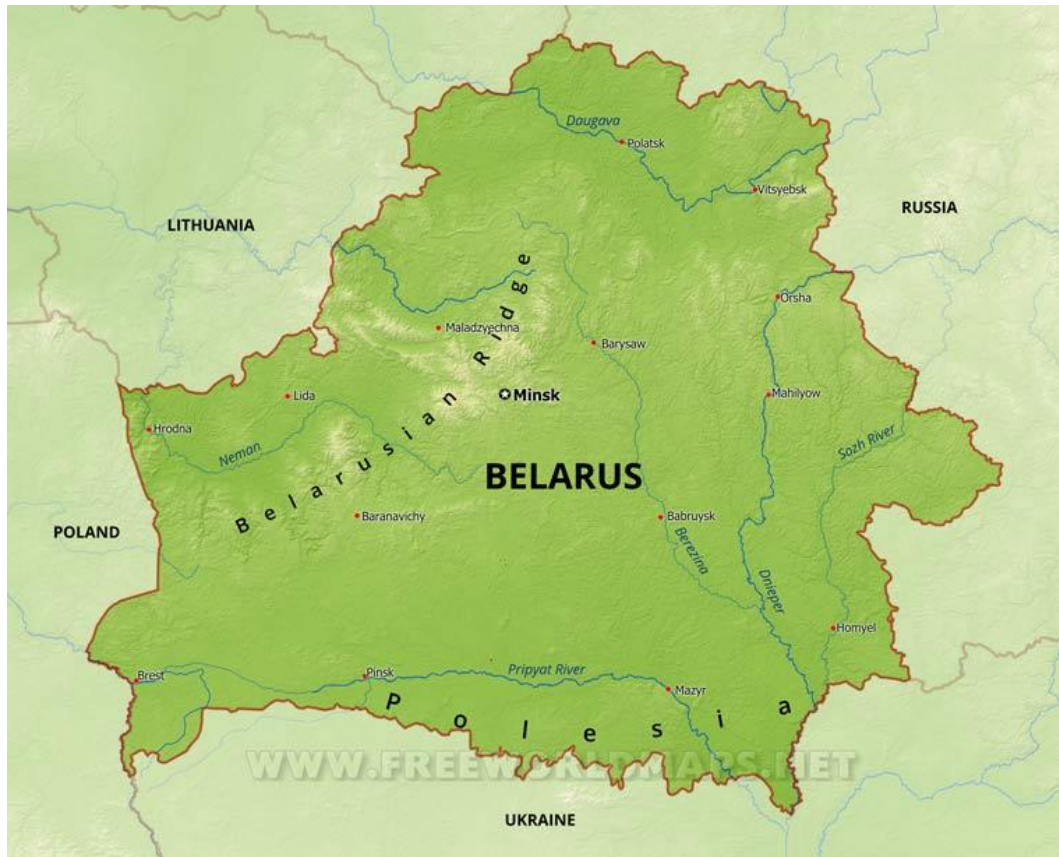 Daugava
Polatsk
Vitsyebsk
RUSSIA
LITHUANIA
Belarusian Ridge
Orsha
Maladzyechna
Barysaw
Minsk
Lida
Mahilyow
Hrodna
Neman
Sozh River
BELARUS
Baranavichy
Babruysk
POLAND
Berezina
Dnieper
Homyel
Brest
Pinsk
Pripyat River
Mazyr
Polesia
WWW.FREEWORLDMAPS.NET
UKRAINE